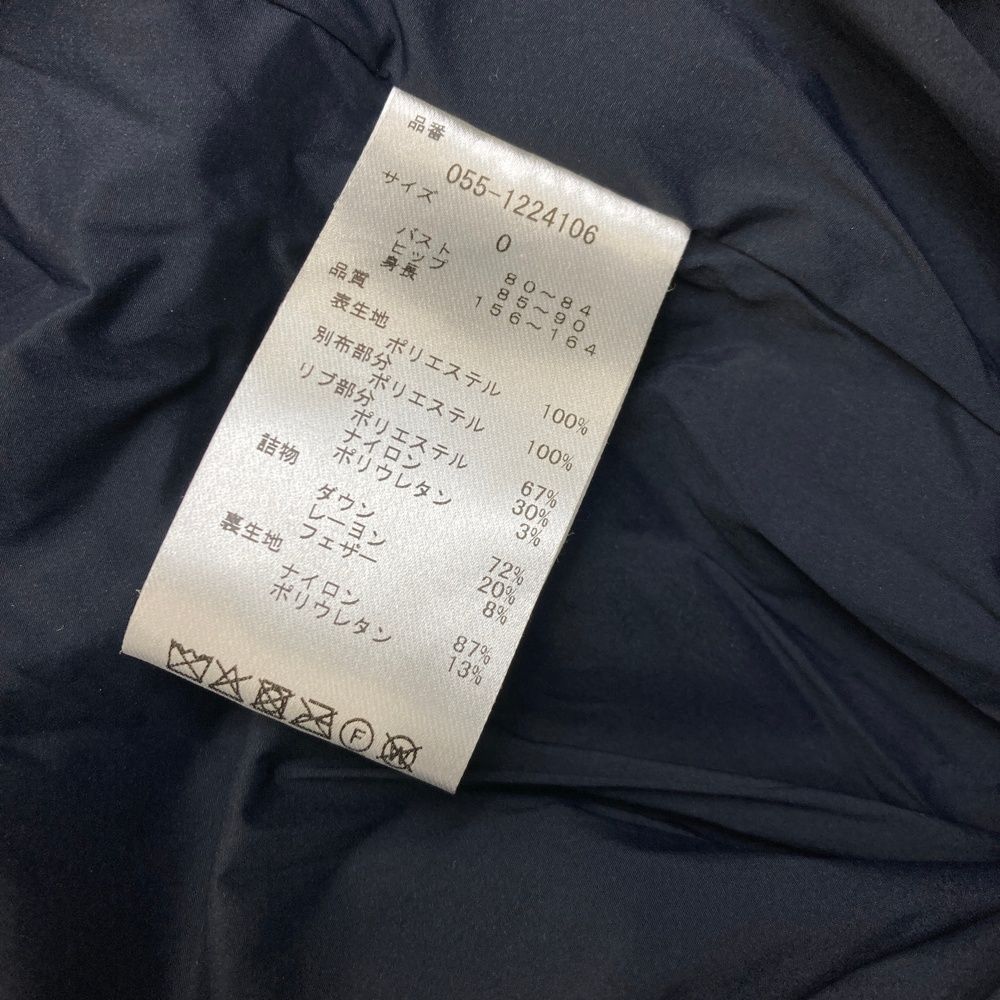 品番
055-1224106
サイズ
0
バスト 80～84
ヒップ 85～90
身長 156～164
品質
表生地
ポリエステル 100%
別布部分
ポリエステル 100%
リブ部分
ポリエステル 67%
ナイロン 30%
ポリウレタン 3%
詰物
ダウン 72%
レーヨン 20%
フェザー 8%
裏生地
ナイロン 87%
ポリウレタン 13%
F
W